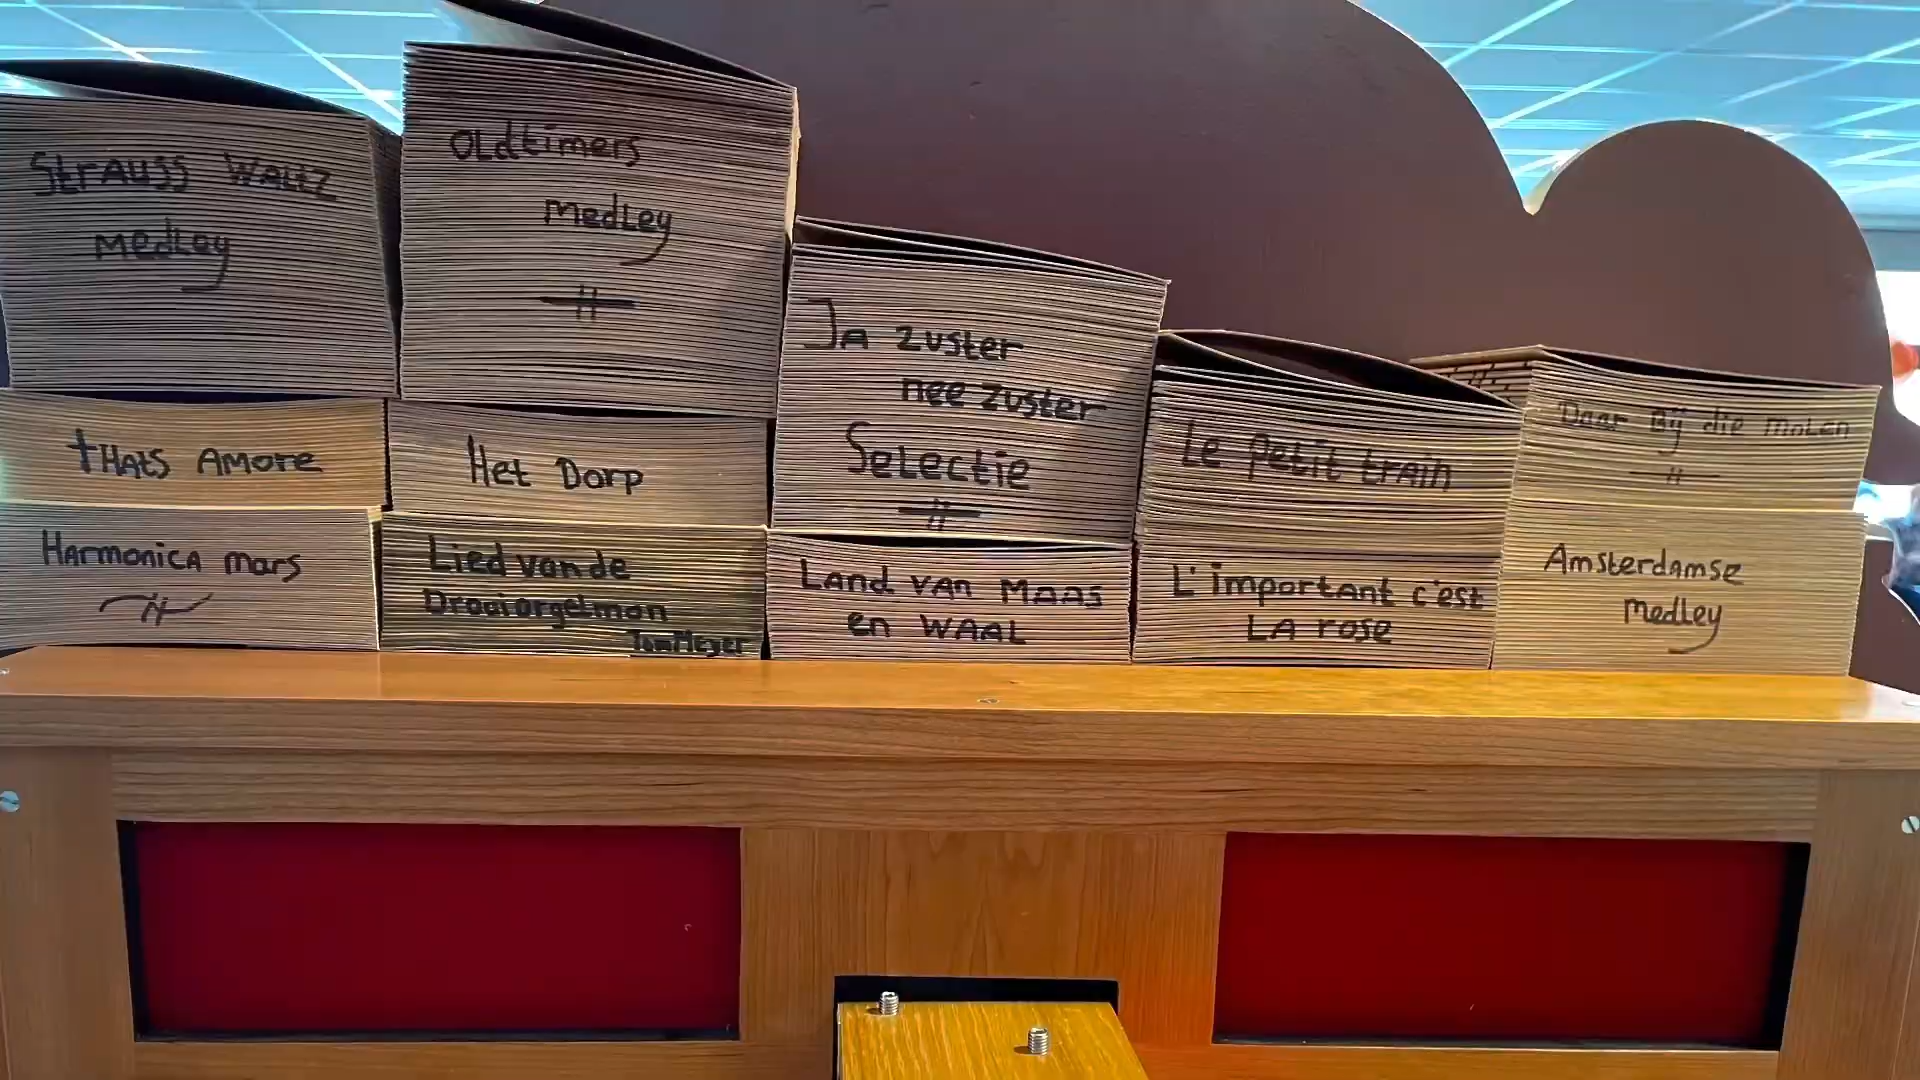 Strauss Waltz
medley
Oldtimers
medley
Ja zuster
nee zuster
Selectie
Le petit train
Daar Bij die molen
tHats Amore
Het Dorp
Harmonica mars
Lied van de
Draaiorgelman
Tom Meyer
Land van Maas
en WAAL
L'important c'est
LA rose
Amsterdamse
medley